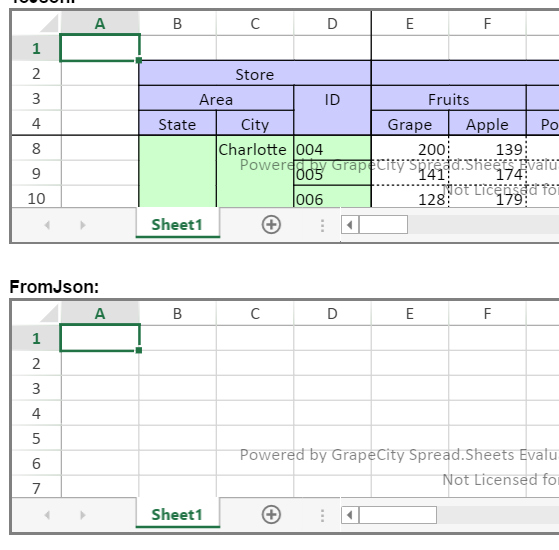 ToJson:
A B C D E F
1
2 Store
3 Area ID Fruits
4 State City Grape Apple Po
8 Charlotte 004 200 139
Powered by GrapeCity Spread.Sheets Evalu
9 005 141 174
Not Licensed fo
10 006 128 179
Sheet1
FromJson:
A B C D E F
1
2
3
4
5
Powered by GrapeCity Spread.Sheets Evalu
6
Not Licensed fo
7
Sheet1